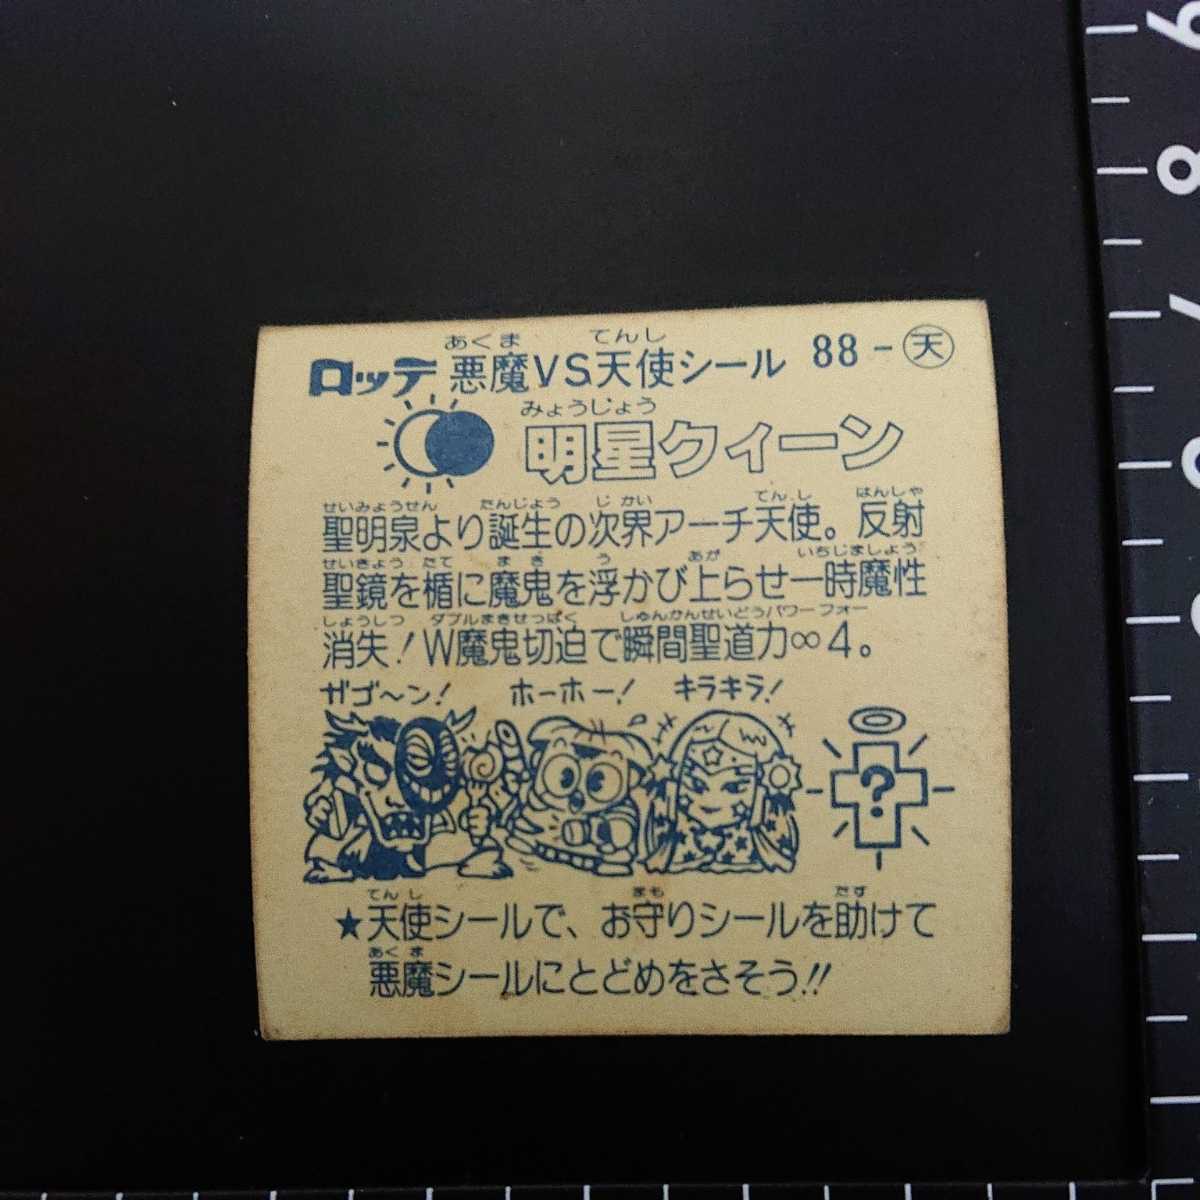 あくま てんし
ロッテ 悪魔VS天使シール 88-天
みょうじょう
明星クィーン
せいみょうせん たんじょう じかい てんし はんしゃ
聖明泉より誕生の次界アーチ天使。反射
せいきょう たて まき う あが いちじましょう
聖鏡を楯に魔鬼を浮かび上らせ一時魔性
しょうしつ ダブルまきせっぱく しゅんかんせいどうパワーフォー
消失!W魔鬼切迫で瞬間聖道力∞4。
ガゴ〜ン! ホーホー! キラキラ!
?
てんし まも たす
★天使シールで、お守りシールを助けて
あくま
悪魔シールにとどめをさそう!!
9
8
7
6
5